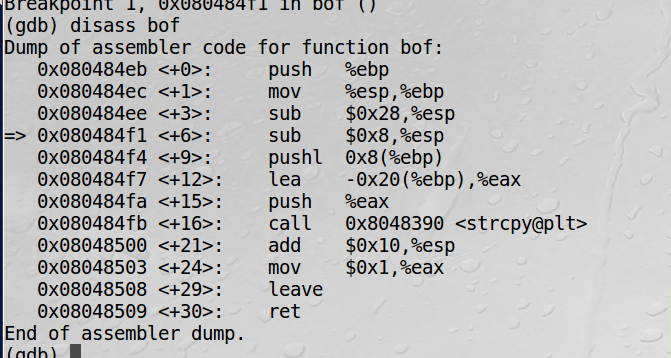 Breakpoint 1, 0x080484f1 in bof ()
(gdb) disass bof
Dump of assembler code for function bof:
   0x080484eb <+0>:     push   %ebp
   0x080484ec <+1>:     mov    %esp,%ebp
   0x080484ee <+3>:     sub    $0x28,%esp
=> 0x080484f1 <+6>:     sub    $0x8,%esp
   0x080484f4 <+9>:     pushl  0x8(%ebp)
   0x080484f7 <+12>:    lea    -0x20(%ebp),%eax
   0x080484fa <+15>:    push   %eax
   0x080484fb <+16>:    call   0x8048390 <strcpy@plt>
   0x08048500 <+21>:    add    $0x10,%esp
   0x08048503 <+24>:    mov    $0x1,%eax
   0x08048508 <+29>:    leave
   0x08048509 <+30>:    ret
End of assembler dump.
(gdb)